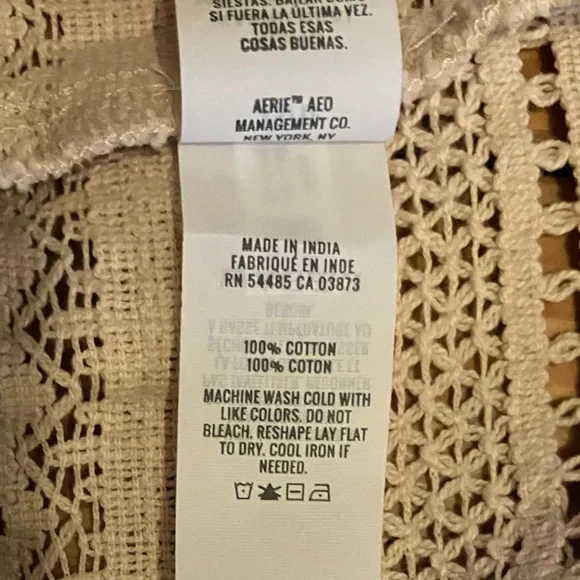 SIESTAS. BAILAR COMO
SI FUERA LA ÚLTIMA VEZ.
TODAS ESAS
COSAS BUENAS.
AERIE™ AEO
MANAGEMENT CO.
NEW YORK, NY
MADE IN INDIA
FABRIQUÉ EN INDE
RN 54485 CA 03873
100% COTTON
100% COTON
MACHINE WASH COLD WITH
LIKE COLORS. DO NOT
BLEACH. RESHAPE LAY FLAT
TO DRY. COOL IRON IF
NEEDED.